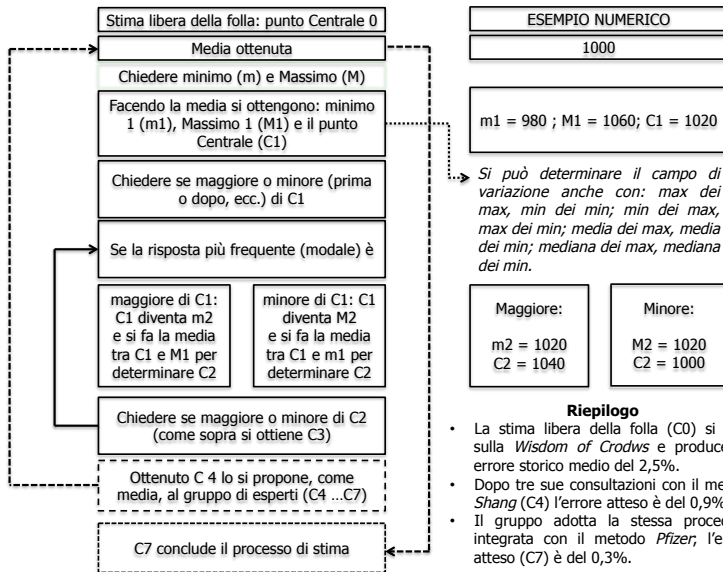 Stima libera della folla: punto Centrale 0
Media ottenuta
Chiedere minimo (m) e Massimo (M)
Facendo la media si ottengono: minimo
1 (m1), Massimo 1 (M1) e il punto
Centrale (C1)
Chiedere se maggiore o minore (prima
o dopo, ecc.) di C1
Se la risposta più frequente (modale) è
maggiore di C1:
C1 diventa m2
e si fa la media
tra C1 e M1 per
determinare C2
minore di C1: C1
diventa M2
e si fa la media
tra C1 e m1 per
determinare C2
Chiedere se maggiore o minore di C2
(come sopra si ottiene C3)
Ottenuto C 4 lo si propone, come
media, al gruppo di esperti (C4 ...C7)
C7 conclude il processo di stima
ESEMPIO NUMERICO
1000
m1 = 980 ; M1 = 1060; C1 = 1020
Si può determinare il campo di
variazione anche con: max dei
max, min dei min; min dei max,
max dei min; media dei max, media
dei min; mediana dei max, mediana
dei min.
Maggiore:
m2 = 1020
C2 = 1040
Minore:
M2 = 1020
C2 = 1000
Riepilogo
• La stima libera della folla (C0) si
sulla Wisdom of Crodws e produce
errore storico medio del 2,5%.
• Dopo tre sue consultazioni con il me
Shang (C4) l'errore atteso è del 0,9%
• Il gruppo adotta la stessa proced
integrata con il metodo Pfizer; l'e
atteso (C7) è del 0,3%.